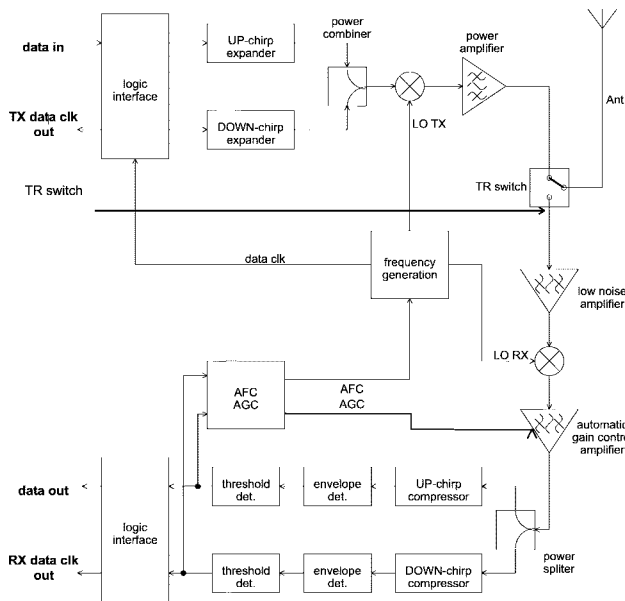 data in
TX data clk
out
logic
interface
UP-chirp
expander
DOWN-chirp
expander
power
combiner
power
amplifier
LO TX
Ant
TR switch
TR switch
data clk
frequency
generation
low noise
amplifier
LO RX
AFC
AGC
AFC
AGC
automatic
gain control
amplifier
data out
RX data clk
out
logic
interface
threshold
det.
envelope
det.
UP-chirp
compressor
threshold
det.
envelope
det.
DOWN-chirp
compressor
power
spliter